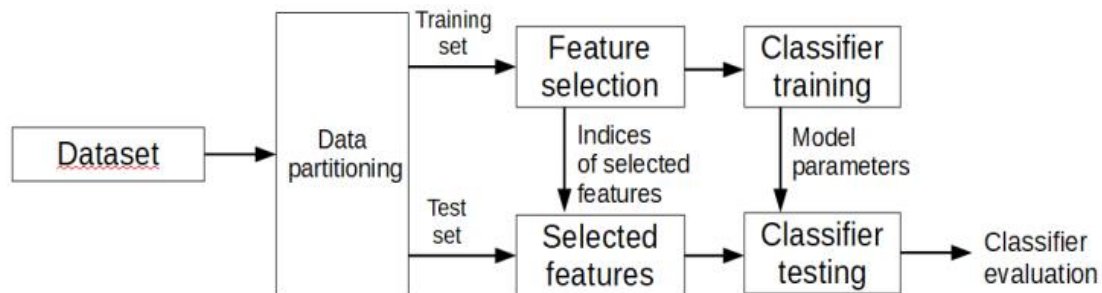 Dataset
Data
partitioning
Training
set
Feature
selection
Classifier
training
Indices
of selected
features
Model
parameters
Test
set
Selected
features
Classifier
testing
Classifier
evaluation